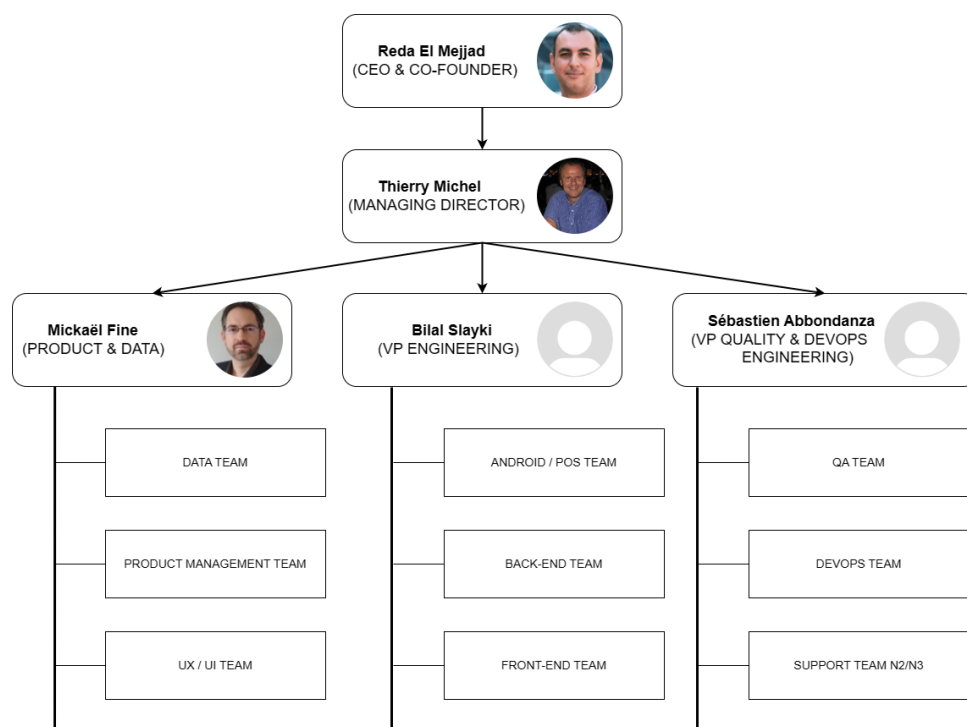 Reda El Mejjad
(CEO & CO-FOUNDER)
Thierry Michel
(MANAGING DIRECTOR)
Mickaël Fine
(PRODUCT & DATA)
Bilal Slayki
(VP ENGINEERING)
Sébastien Abbondanza
(VP QUALITY & DEVOPS
ENGINEERING)
DATA TEAM
ANDROID / POS TEAM
QA TEAM
PRODUCT MANAGEMENT TEAM
BACK-END TEAM
DEVOPS TEAM
UX / UI TEAM
FRONT-END TEAM
SUPPORT TEAM N2/N3